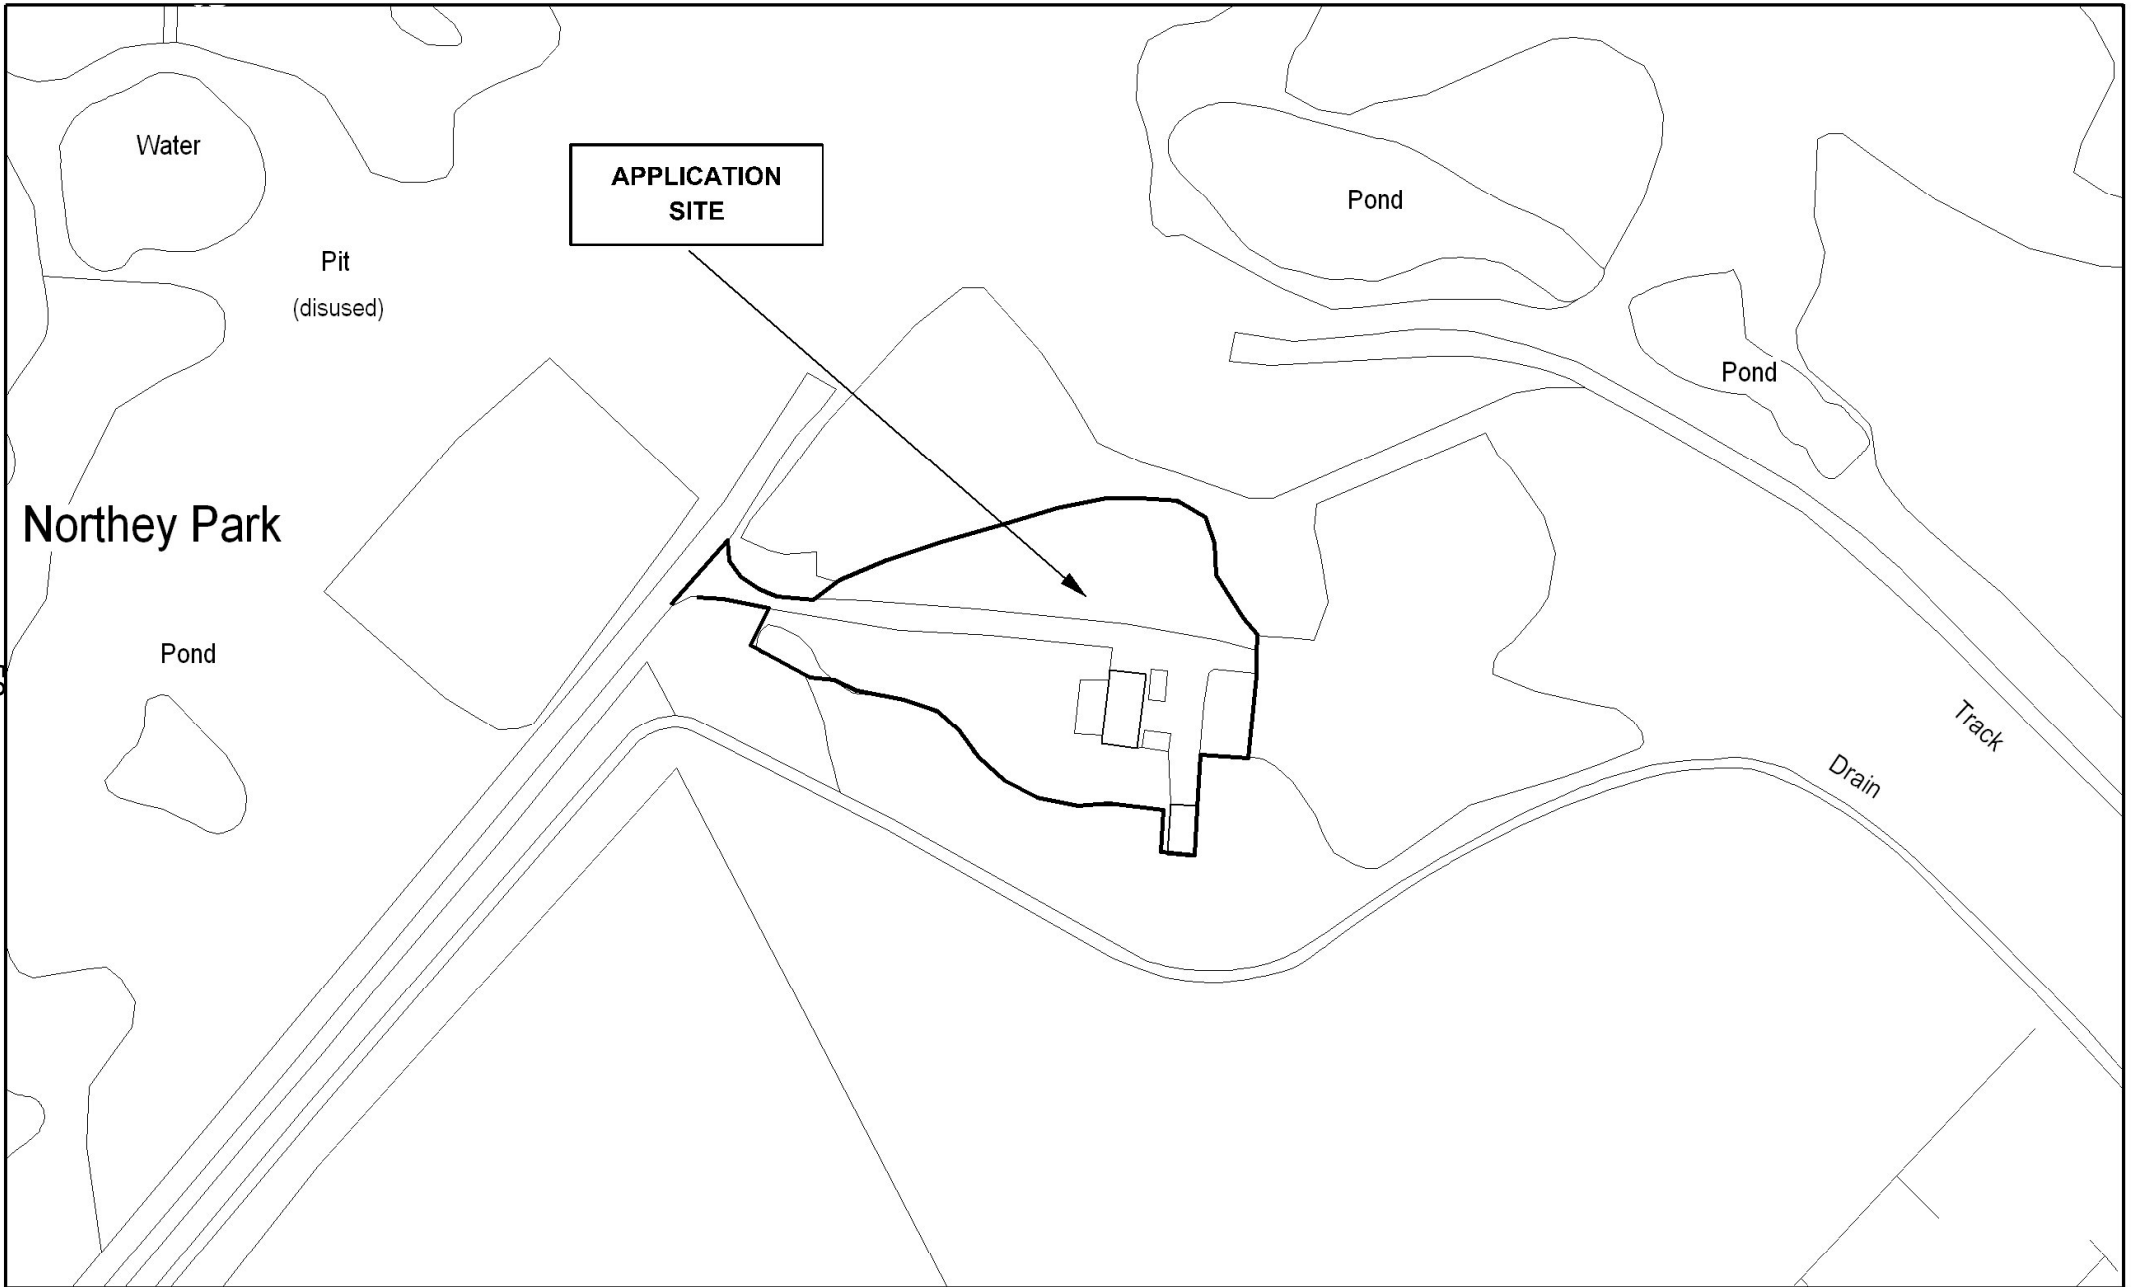 Water
APPLICATION
SITE
Pond
Pit
(disused)
Pond
Northey Park
Pond
Track
Drain